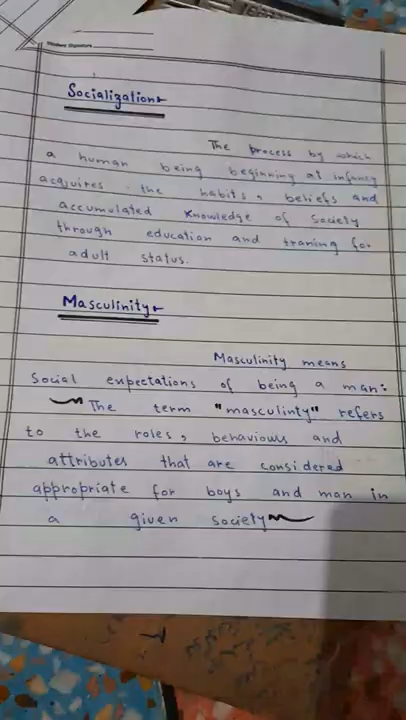 Student Signature
Socialization
The process by which
a human being beginning at infancy
acquires the habits, beliefs and
accumulated knowledge of society
through education and traning for
adult status.
Masculinity
Masculinity means
Social expectations of being a man:
The term "masculinty" refers
to the roles, behaviours and
attributes that are considered
appropriate for boys and man in
a given society